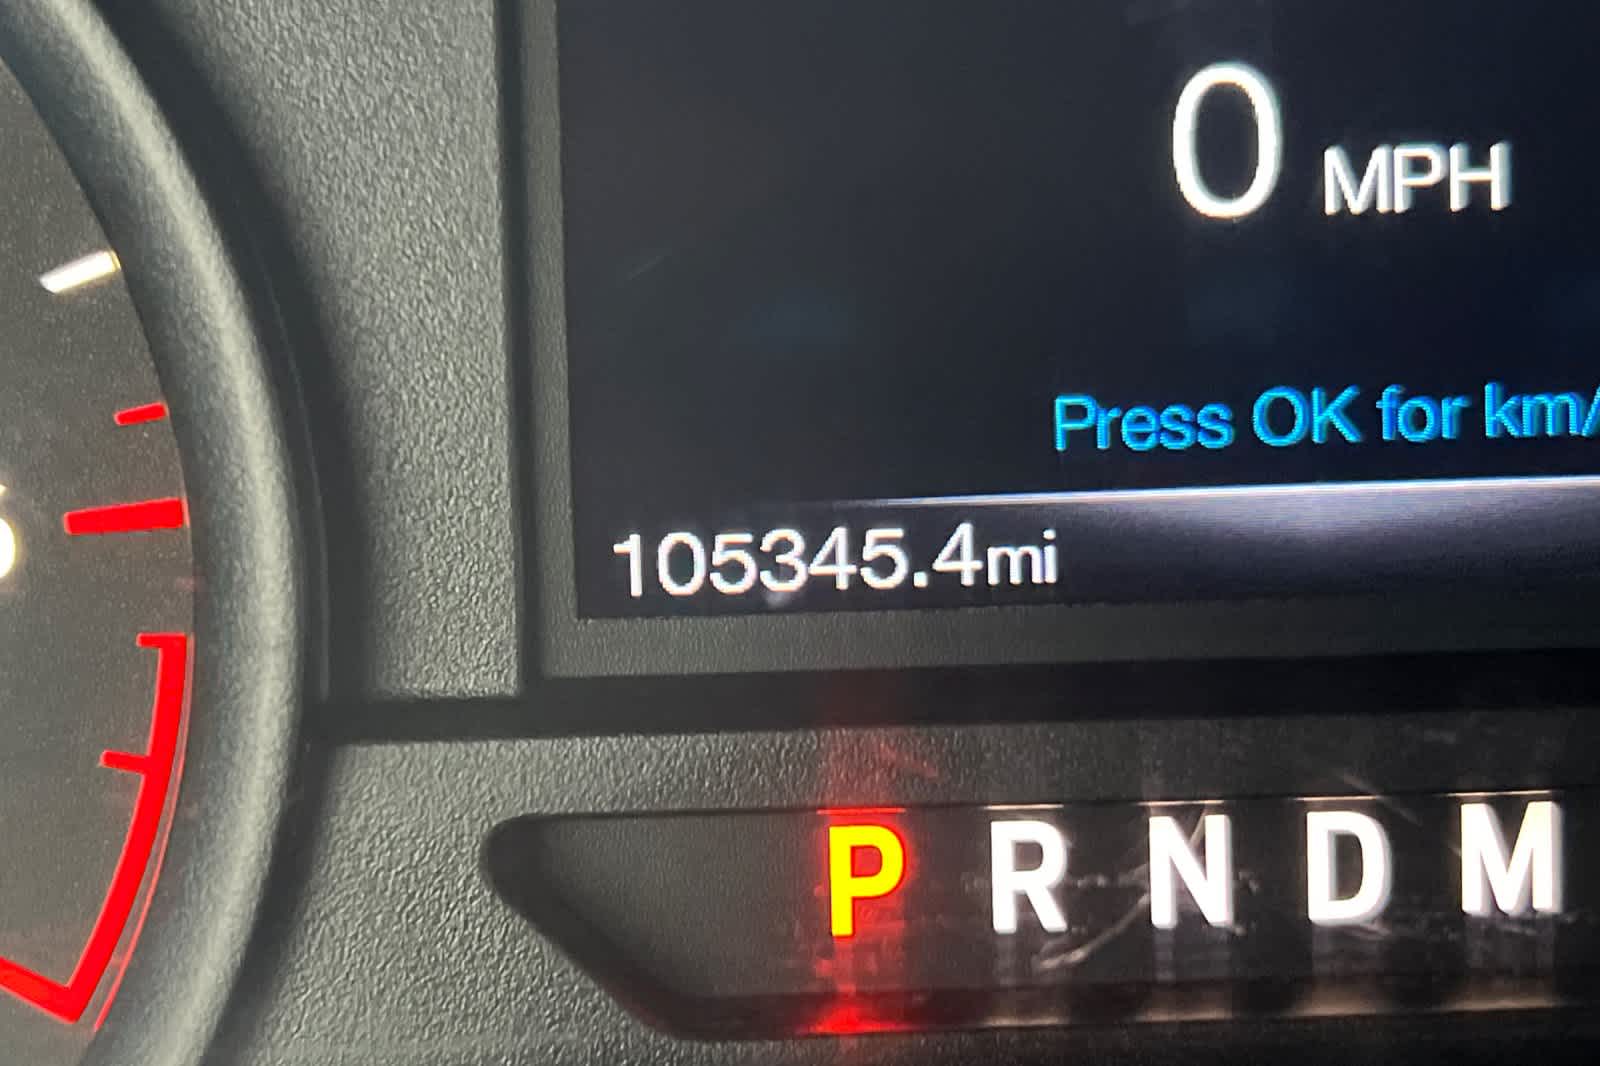 0 MPH
Press OK for km/
105345.4mi
P R N D M